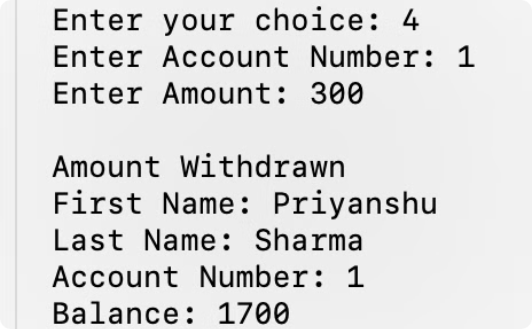 Enter your choice: 4
Enter Account Number: 1
Enter Amount: 300
Amount Withdrawn
First Name: Priyanshu
Last Name: Sharma
Account Number: 1
Balance: 1700